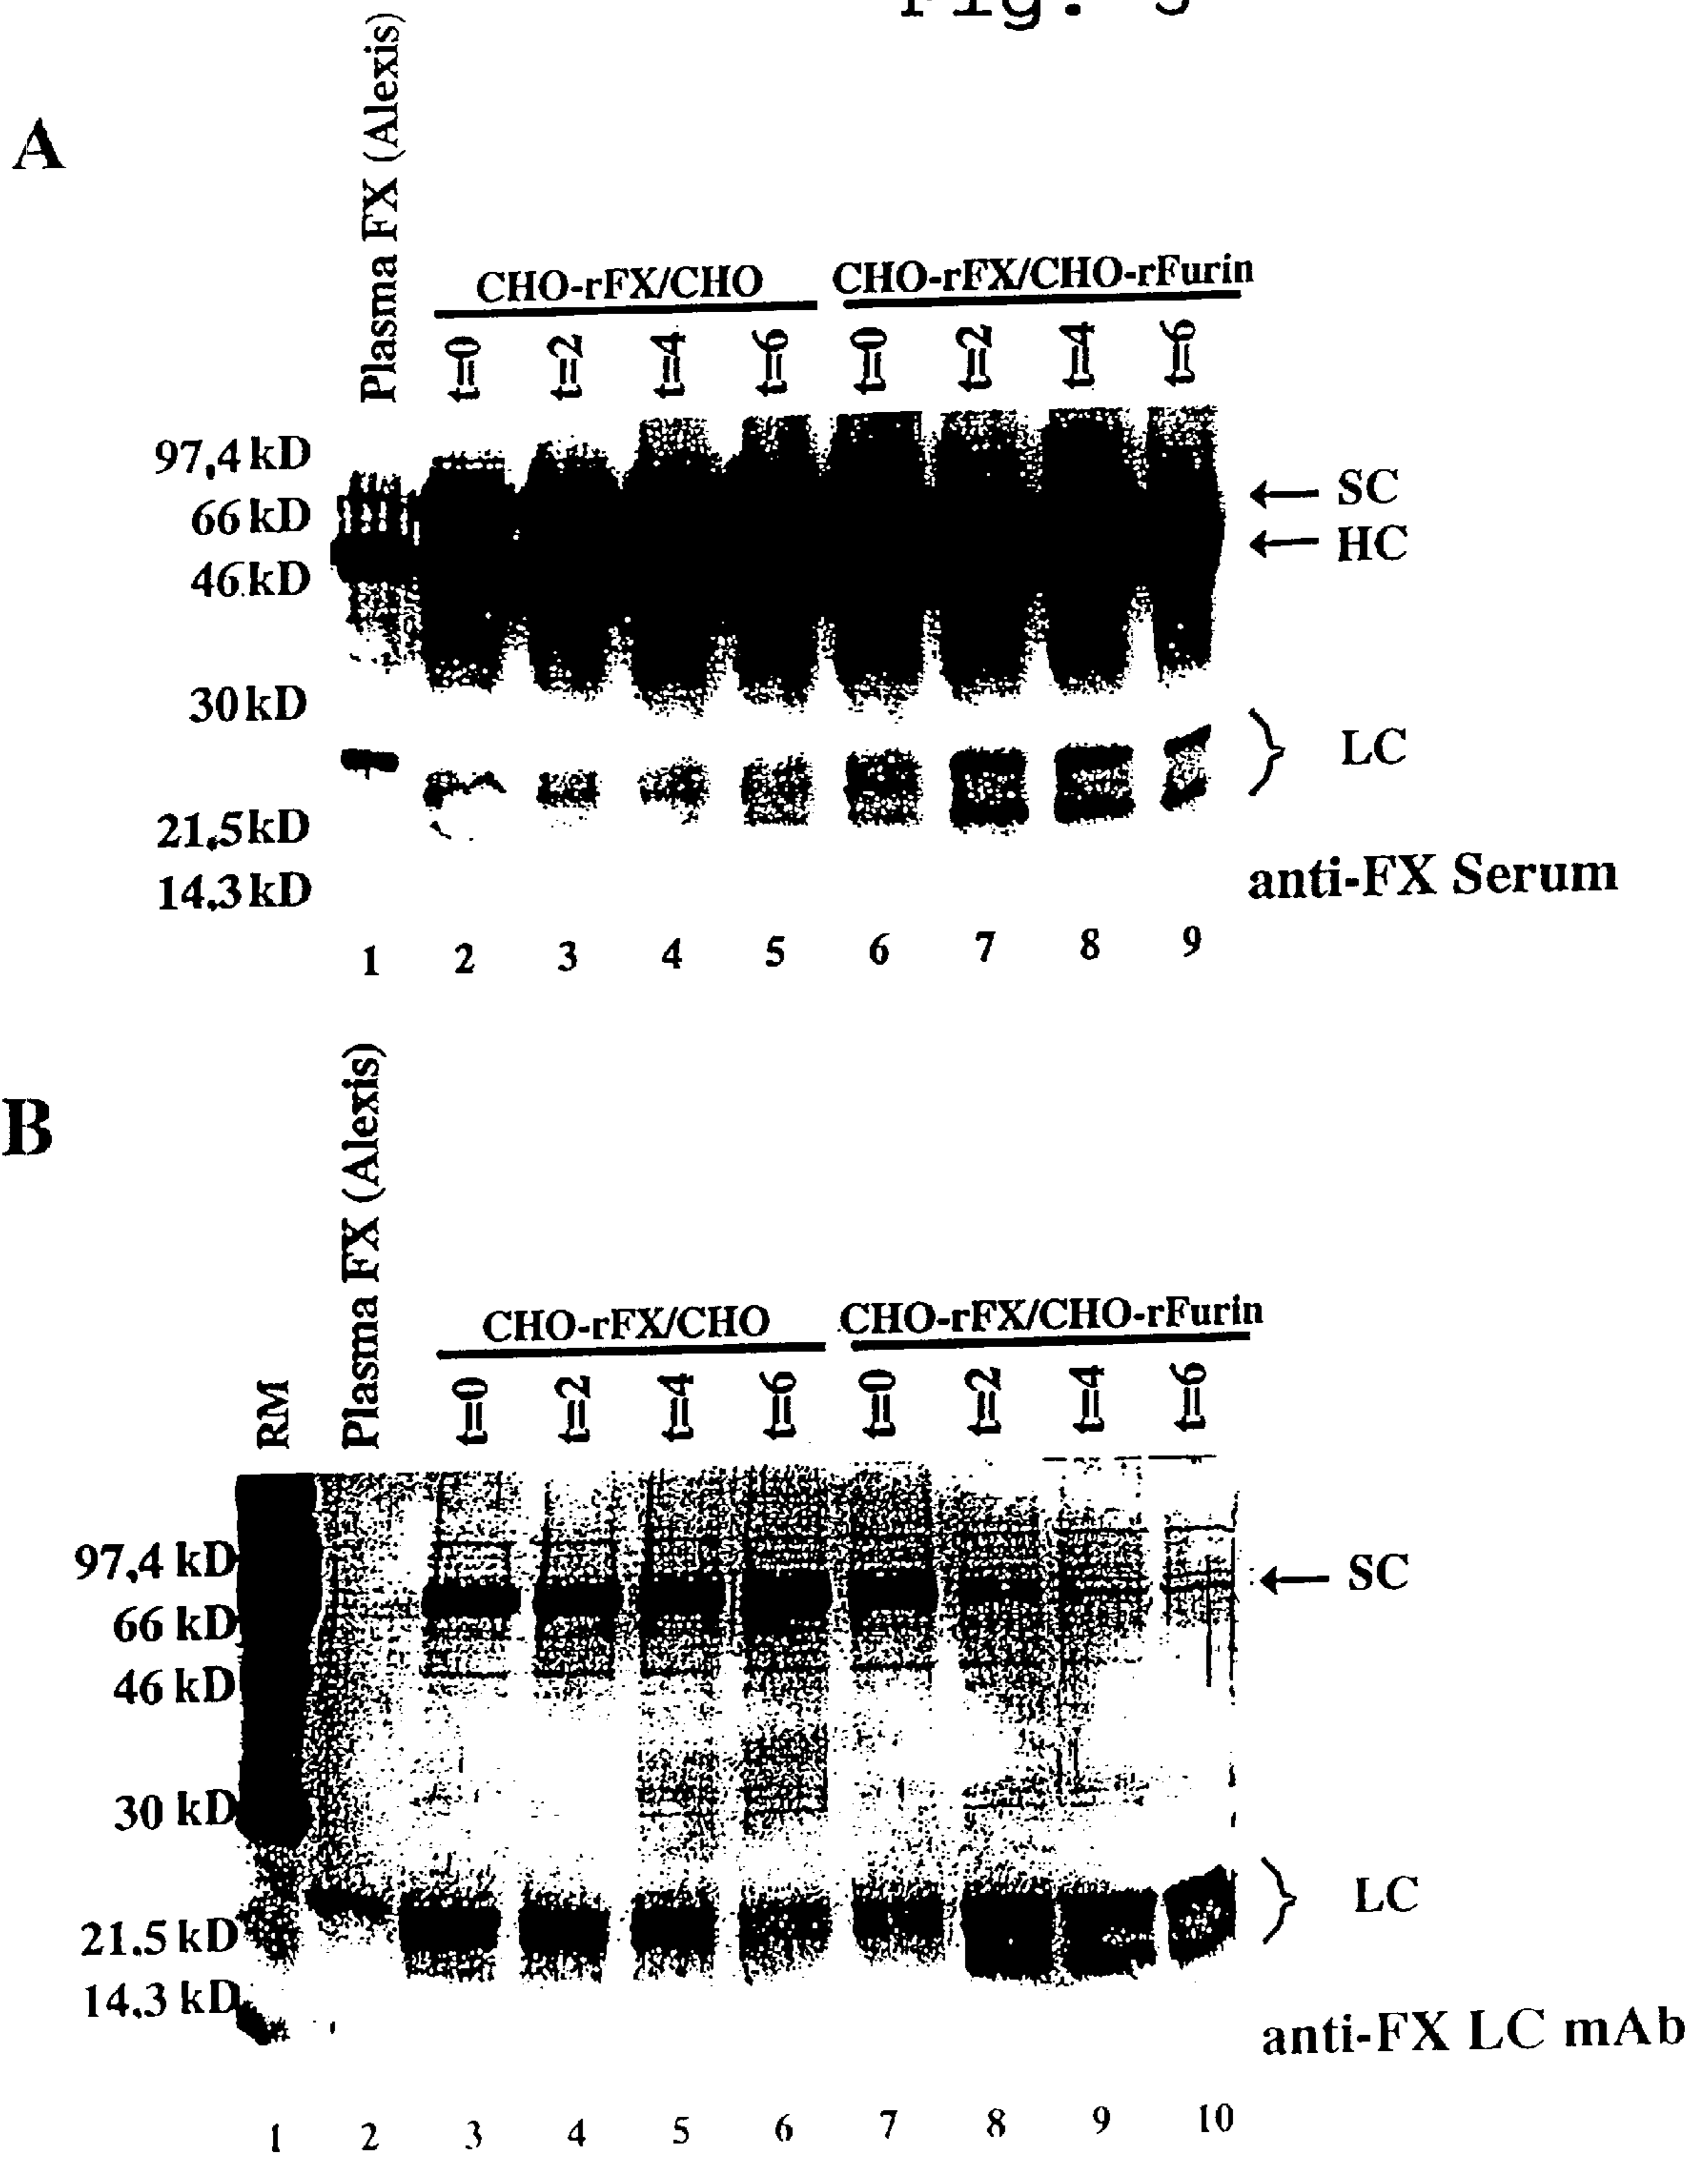 Fig.
A
Plasma FX (Alexis)
CHO-rFX/CHO CHO-rFX/CHO-rFurin
t=0 t=2 t=4 t=6 t=0 t=2 t=4 t=6
97,4 kD
66 kD
46 kD
30 kD
21,5 kD
14,3 kD
SC
HC
LC
anti-FX Serum
1 2 3 4 5 6 7 8 9
B
RM
Plasma FX (Alexis)
CHO-rFX/CHO CHO-rFX/CHO-rFurin
t=0 t=2 t=4 t=6 t=0 t=2 t=4 t=6
97,4 kD
66 kD
46 kD
30 kD
21,5 kD
14,3 kD
SC
LC
anti-FX LC mAb
1 2 3 4 5 6 7 8 9 10